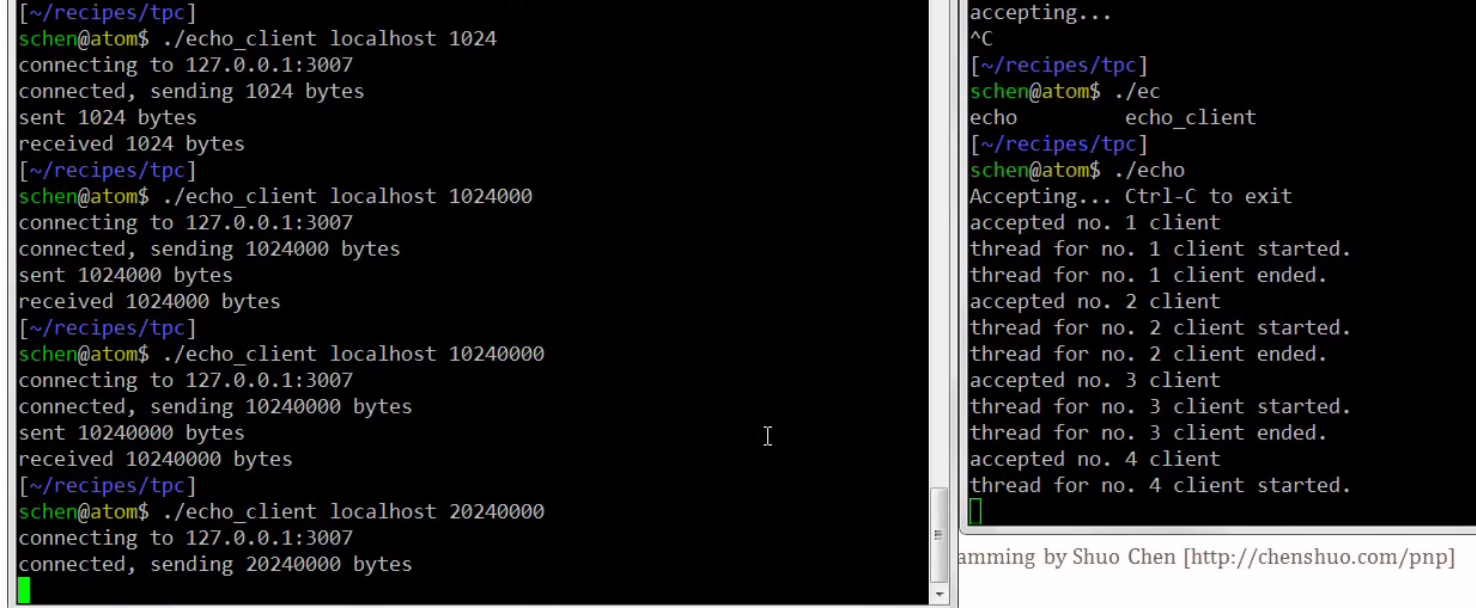 [~/recipes/tpc]
schen@atom$ ./echo_client localhost 1024
connecting to 127.0.0.1:3007
connected, sending 1024 bytes
sent 1024 bytes
received 1024 bytes
[~/recipes/tpc]
schen@atom$ ./echo_client localhost 1024000
connecting to 127.0.0.1:3007
connected, sending 1024000 bytes
sent 1024000 bytes
received 1024000 bytes
[~/recipes/tpc]
schen@atom$ ./echo_client localhost 10240000
connecting to 127.0.0.1:3007
connected, sending 10240000 bytes
sent 10240000 bytes
received 10240000 bytes
[~/recipes/tpc]
schen@atom$ ./echo_client localhost 20240000
connecting to 127.0.0.1:3007
connected, sending 20240000 bytes
accepting...
^C
[~/recipes/tpc]
schen@atom$ ./ec
echo echo_client
[~/recipes/tpc]
schen@atom$ ./echo
Accepting... Ctrl-C to exit
accepted no. 1 client
thread for no. 1 client started.
thread for no. 1 client ended.
accepted no. 2 client
thread for no. 2 client started.
thread for no. 2 client ended.
accepted no. 3 client
thread for no. 3 client started.
thread for no. 3 client ended.
accepted no. 4 client
thread for no. 4 client started.
amming by Shuo Chen [http://chenshuo.com/pnp]